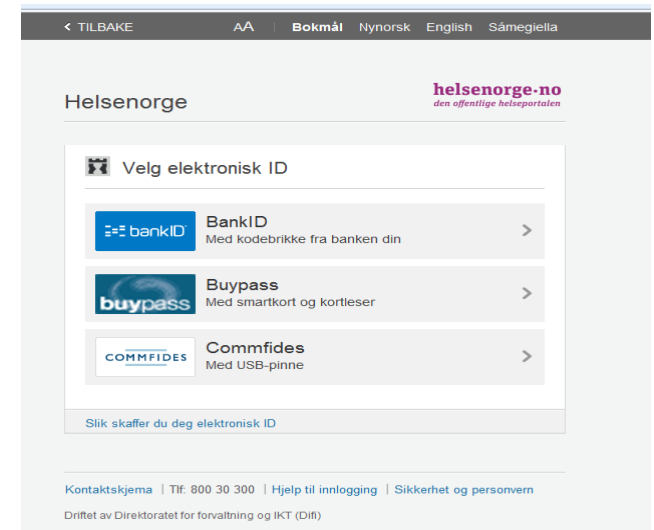 TILBAKE AA Bokmål Nynorsk English Sámegiella
Helsenorge
helsenorge.no
den offentlige helseportalen
Velg elektronisk ID
bankID
BankID
Med kodebrikke fra banken din
buypass
Buypass
Med smartkort og kortleser
COMMFIDES
Commfides
Med USB-pinne
Slik skaffer du deg elektronisk ID
Kontaktskjema | Tlf: 800 30 300 | Hjelp til innlogging | Sikkerhet og personvern
Driftet av Direktoratet for forvaltning og IKT (Difi)